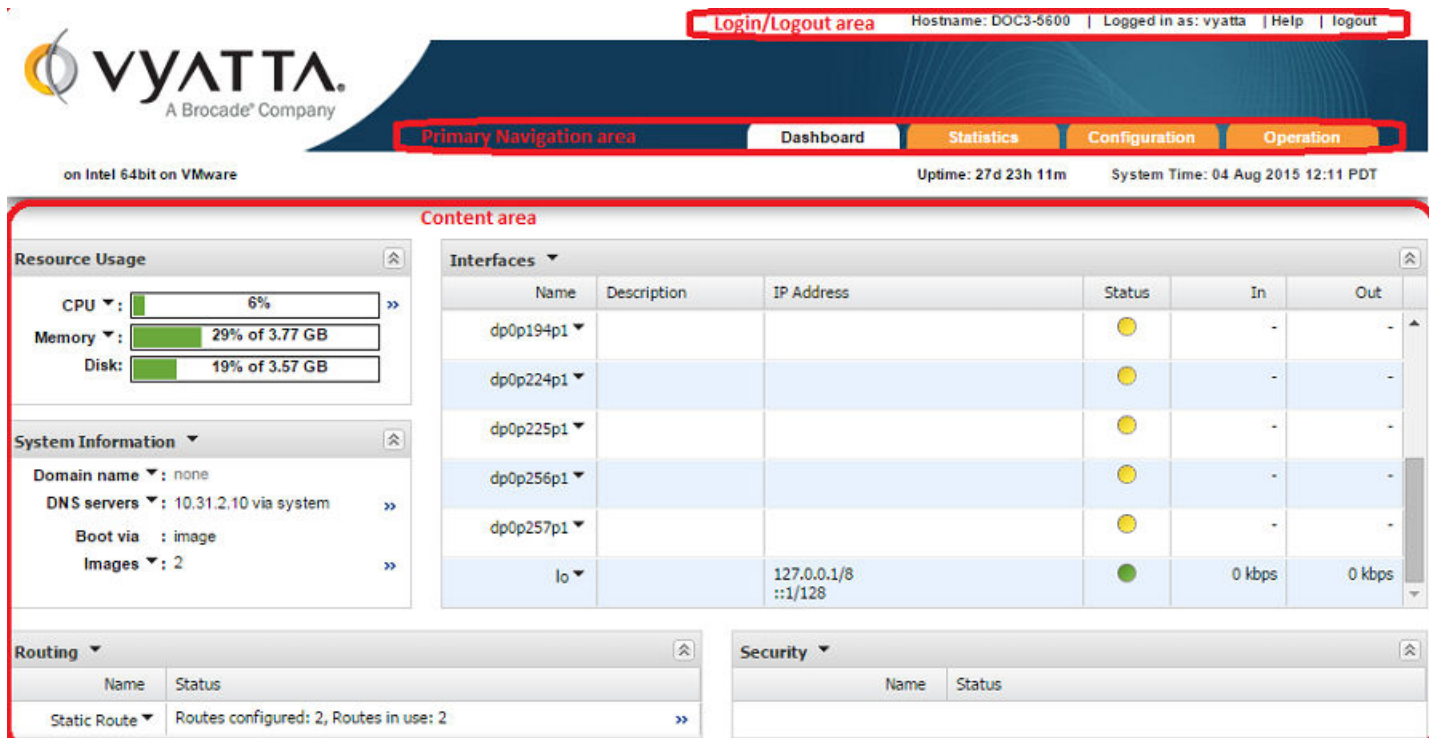 Login/Logout area Hostname: DOC3-5600 | Logged in as: vyatta | Help | logout
VYATTA.
A Brocade® Company
Primary Navigation area Dashboard Statistics Configuration Operation
on Intel 64bit on VMware Uptime: 27d 23h 11m System Time: 04 Aug 2015 12:11 PDT
Content area
Resource Usage
CPU : 6% »
Memory : 29% of 3.77 GB
Disk: 19% of 3.57 GB
System Information
Domain name : none
DNS servers : 10.31.2.10 via system »
Boot via : image
Images : 2 »
Interfaces
Name Description IP Address Status In Out
dp0p194p1 - -
dp0p224p1 - -
dp0p225p1 - -
dp0p256p1 - -
dp0p257p1 - -
lo 127.0.0.1/8 0 kbps 0 kbps
::1/128
Routing
Name Status
Static Route Routes configured: 2, Routes in use: 2 »
Security
Name Status